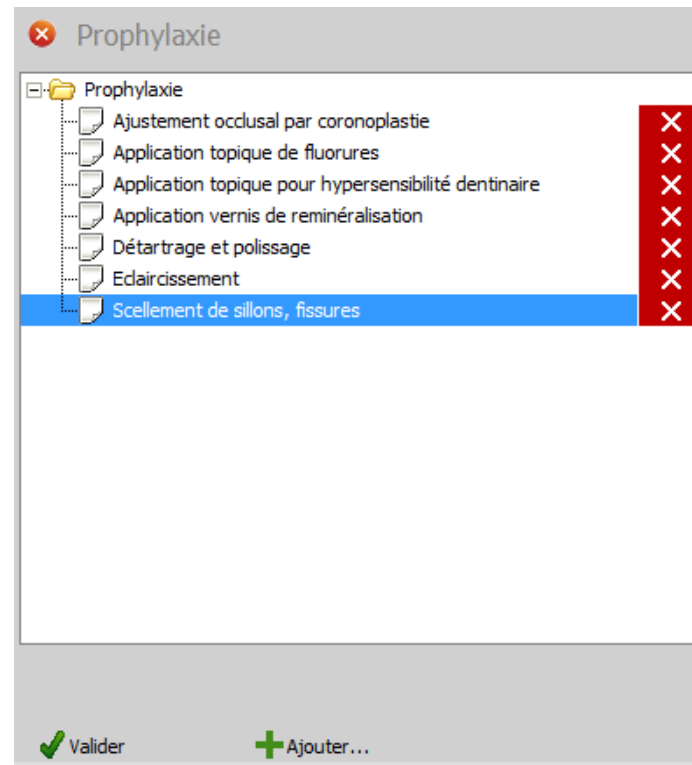 Prophylaxie
Prophylaxie
Ajustement occlusal par coronoplastie
Application topique de fluorures
Application topique pour hypersensibilité dentinaire
Application vernis de reminéralisation
Détartrage et polissage
Eclaircissement
Scellement de sillons, fissures
Valider Ajouter...